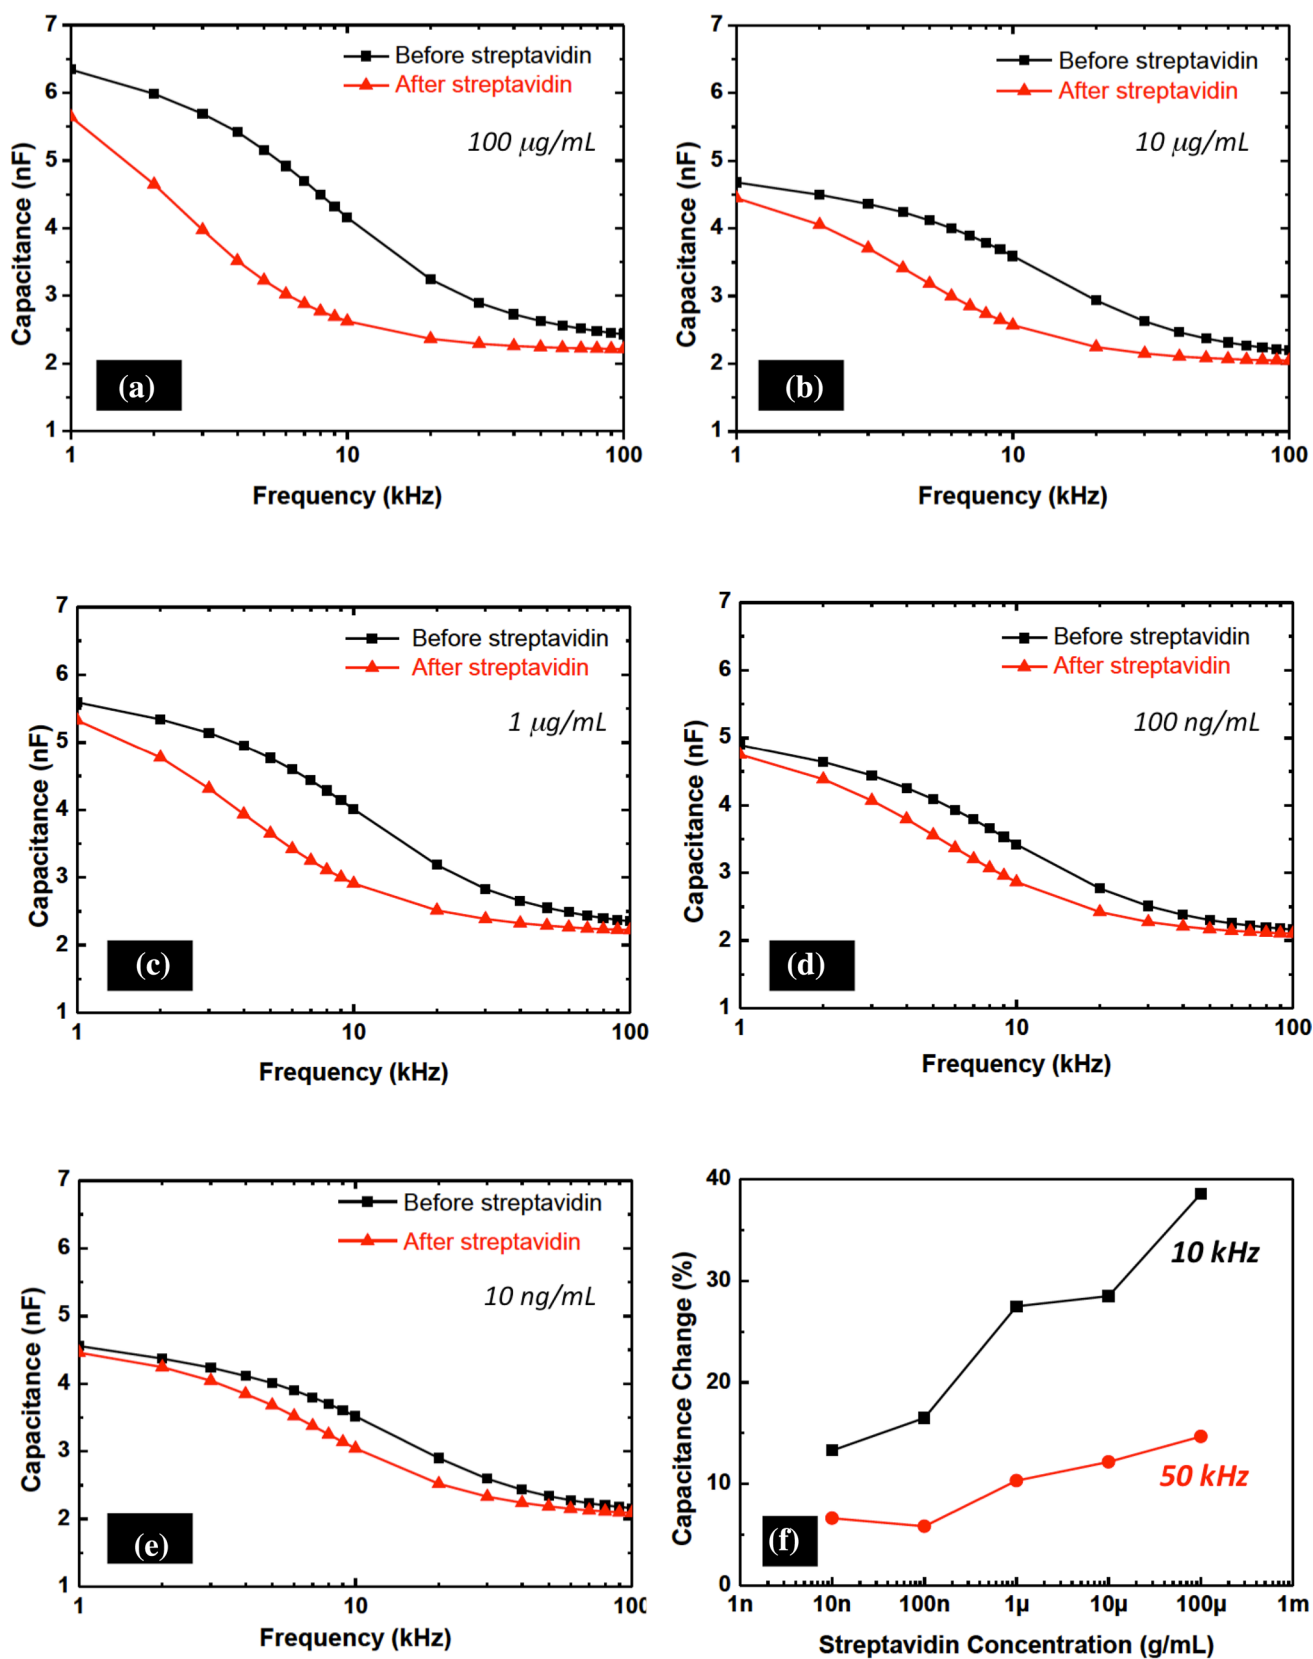 7
6
5
4
3
2
1
Capacitance (nF)
Before streptavidin
After streptavidin
100 μg/mL
(a)
1
10
100
Frequency (kHz)
7
6
5
4
3
2
1
Capacitance (nF)
Before streptavidin
After streptavidin
10 μg/mL
(b)
1
10
100
Frequency (kHz)
7
6
5
4
3
2
1
Capacitance (nF)
Before streptavidin
After streptavidin
1 μg/mL
(c)
1
10
100
Frequency (kHz)
7
6
5
4
3
2
1
Capacitance (nF)
Before streptavidin
After streptavidin
100 ng/mL
(d)
1
10
100
Frequency (kHz)
7
6
5
4
3
2
1
Capacitance (nF)
Before streptavidin
After streptavidin
10 ng/mL
(e)
1
10
100
Frequency (kHz)
40
30
20
10
0
Capacitance Change (%)
10 kHz
50 kHz
(f)
1n
10n
100n
1μ
10μ
100μ
1m
Streptavidin Concentration (g/mL)